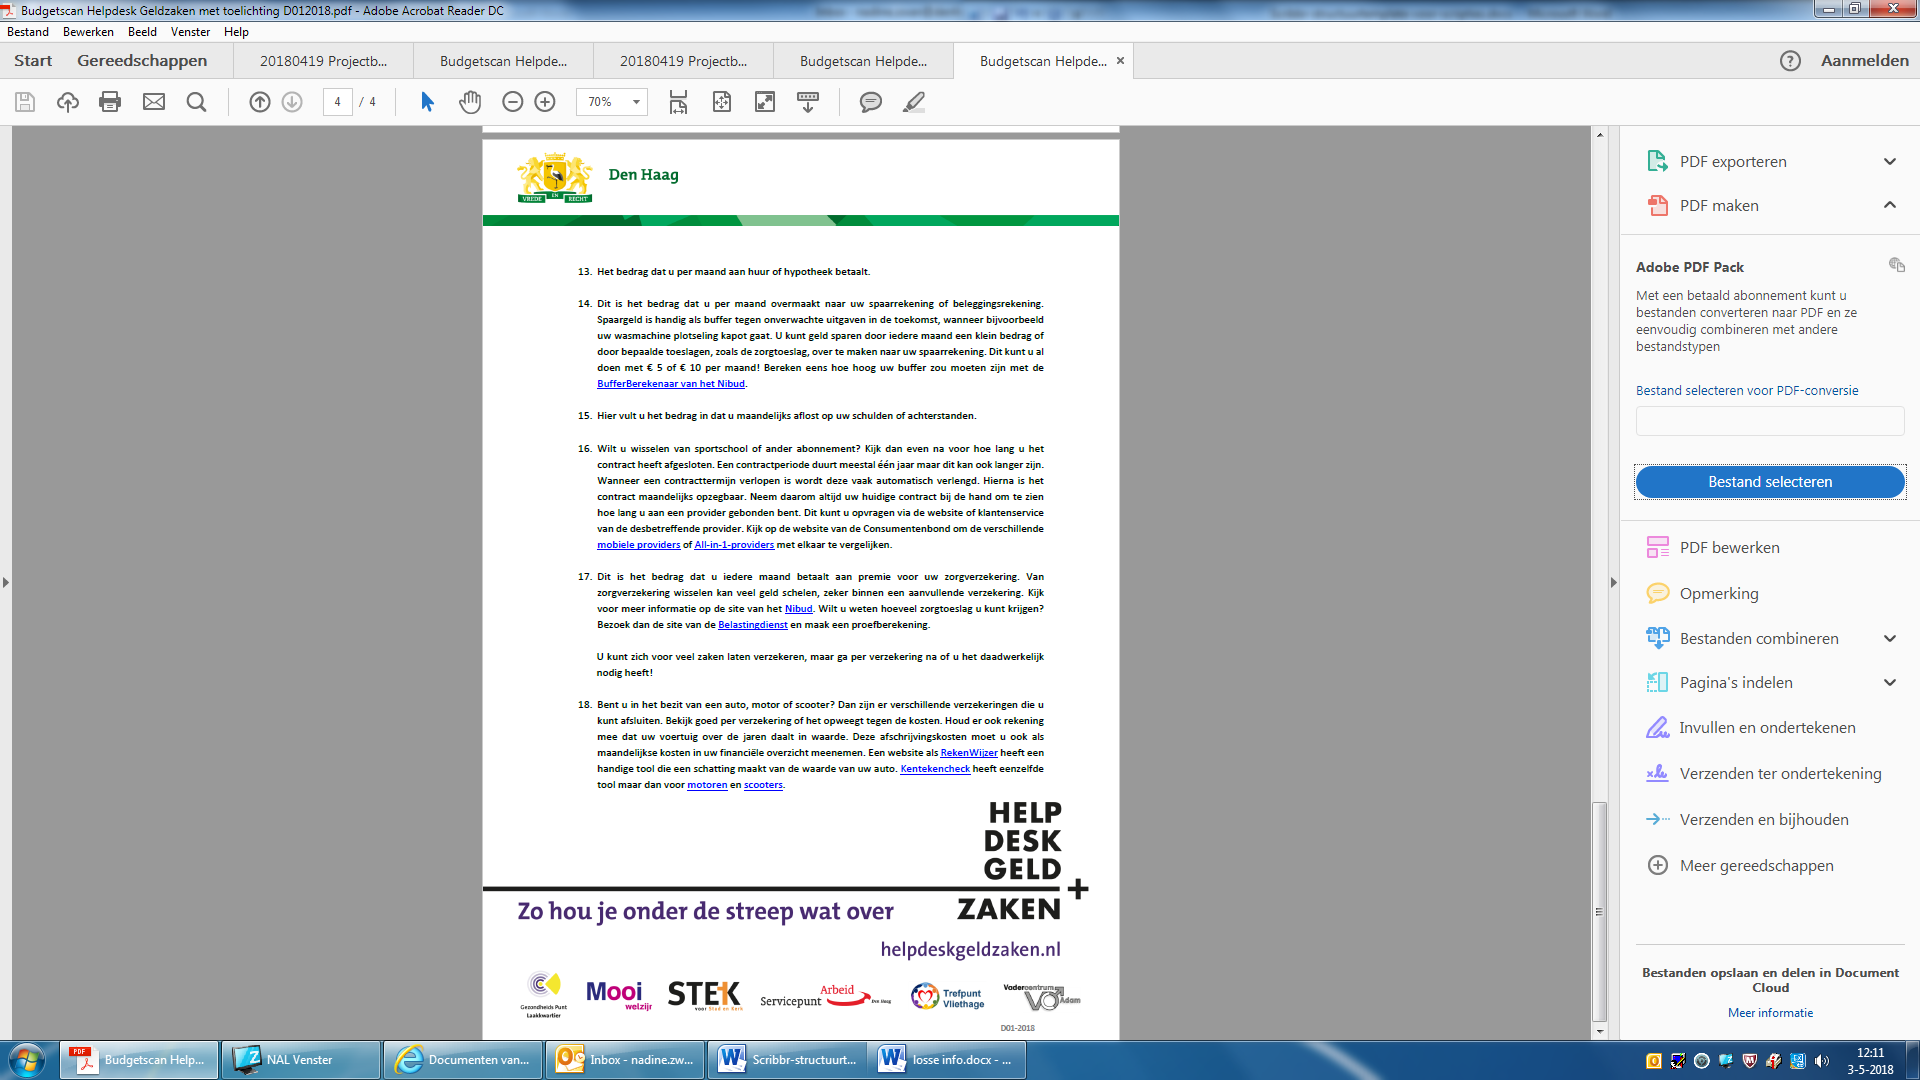 Budgetscan Helpdesk Geldzaken met toelichting D012018.pdf - Adobe Acrobat Reader DC
Bestand Bewerken Beeld Venster Help
Start Gereedschappen 20180419 Projectb... Budgetscan Helpde... 20180419 Projectb... Budgetscan Helpde... Budgetscan Helpde... × ? Aanmelden
4 / 4 70%
Den Haag
VREDE EN RECHT
13. Het bedrag dat u per maand aan huur of hypotheek betaalt.
14. Dit is het bedrag dat u per maand overmaakt naar uw spaarrekening of beleggingsrekening.
Spaargeld is handig als buffer tegen onverwachte uitgaven in de toekomst, wanneer bijvoorbeeld
uw wasmachine plotseling kapot gaat. U kunt geld sparen door iedere maand een klein bedrag of
door bepaalde toeslagen, zoals de zorgtoeslag, over te maken naar uw spaarrekening. Dit kunt u al
doen met € 5 of € 10 per maand! Bereken eens hoe hoog uw buffer zou moeten zijn met de
BufferBerekenaar van het Nibud.
15. Hier vult u het bedrag in dat u maandelijks aflost op uw schulden of achterstanden.
16. Wilt u wisselen van sportschool of ander abonnement? Kijk dan even na voor hoe lang u het
contract heeft afgesloten. Een contractperiode duurt meestal één jaar maar dit kan ook langer zijn.
Wanneer een contracttermijn verlopen is wordt deze vaak automatisch verlengd. Hierna is het
contract maandelijks opzegbaar. Neem daarom altijd uw huidige contract bij de hand om te zien
hoe lang u aan een provider gebonden bent. Dit kunt u opvragen via de website of klantenservice
van de desbetreffende provider. Kijk op de website van de Consumentenbond om de verschillende
mobiele providers of All-in-1-providers met elkaar te vergelijken.
17. Dit is het bedrag dat u iedere maand betaalt aan premie voor uw zorgverzekering. Van
zorgverzekering wisselen kan veel geld schelen, zeker binnen een aanvullende verzekering. Kijk
voor meer informatie op de site van het Nibud. Wilt u weten hoeveel zorgtoeslag u kunt krijgen?
Bezoek dan de site van de Belastingdienst en maak een proefberekening.
U kunt zich voor veel zaken laten verzekeren, maar ga per verzekering na of u het daadwerkelijk
nodig heeft!
18. Bent u in het bezit van een auto, motor of scooter? Dan zijn er verschillende verzekeringen die u
kunt afsluiten. Bekijk goed per verzekering of het opweegt tegen de kosten. Houd er ook rekening
mee dat uw voertuig over de jaren daalt in waarde. Deze afschrijvingskosten moet u ook als
maandelijkse kosten in uw financiële overzicht meenemen. Een website als RekenWijzer heeft een
handige tool die een schatting maakt van de waarde van uw auto. Kentekencheck heeft eenzelfde
tool maar dan voor motoren en scooters.
HELP
DESK
GELD
+
ZAKEN
Zo hou je onder de streep wat over
helpdeskgeldzaken.nl
Gezondheids Punt
Laakkwartier
Mooi
welzijn
STEK
voor Stad en Kerk
Servicepunt Arbeid Den Haag
Trefpunt
Vliethage
Vadercentrum
Adam
D01-2018
PDF exporteren
PDF maken
Adobe PDF Pack
Met een betaald abonnement kunt u
bestanden converteren naar PDF en ze
eenvoudig combineren met andere
bestandstypen
Bestand selecteren voor PDF-conversie
Bestand selecteren
PDF bewerken
Opmerking
Bestanden combineren
Pagina's indelen
Invullen en ondertekenen
Verzenden ter ondertekening
Verzenden en bijhouden
Meer gereedschappen
Bestanden opslaan en delen in Document
Cloud
Meer informatie
Budgetscan Help... NAL Venster Documenten van... Inbox - nadine.zw... Scribbr-structuurt... losse info.docx - ...
12:11
3-5-2018